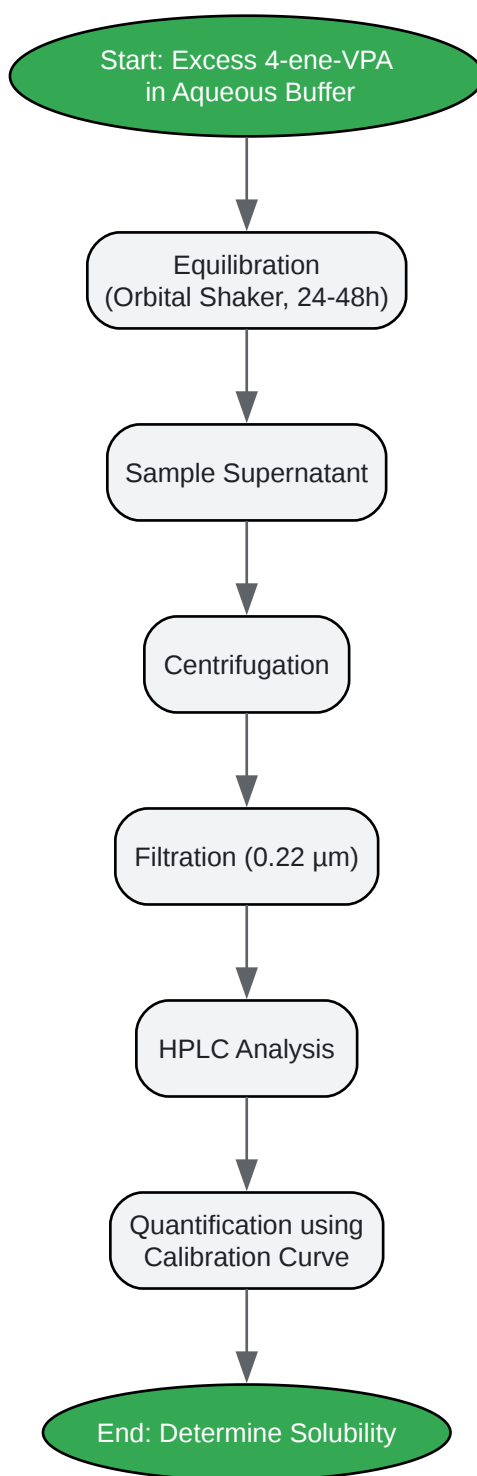 Start: Excess 4-ene-VPA
in Aqueous Buffer
Equilibration
(Orbital Shaker, 24-48h)
Sample Supernatant
Centrifugation
Filtration (0.22 µm)
HPLC Analysis
Quantification using
Calibration Curve
End: Determine Solubility